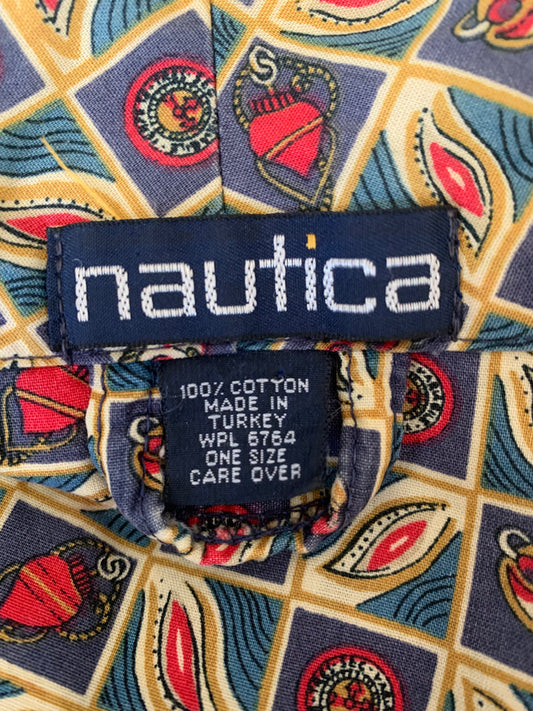 nautica
100% COTTON
MADE IN
TURKEY
WPL 6764
ONE SIZE
CARE OVER